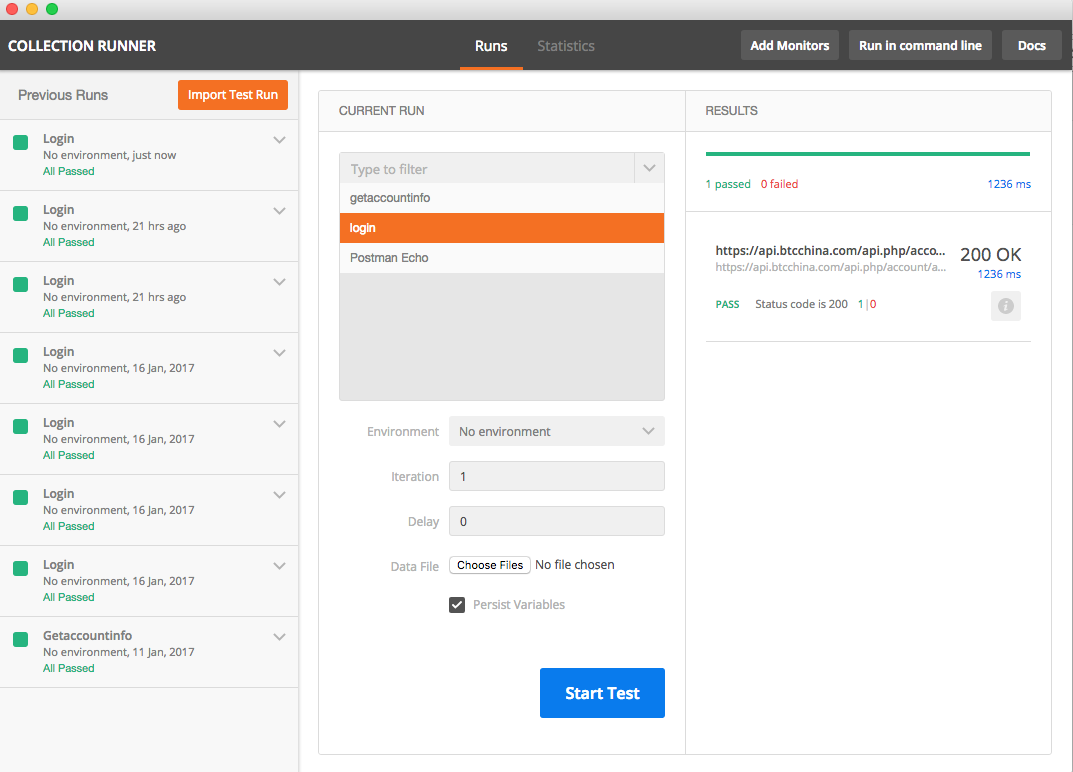 COLLECTION RUNNER
Runs
Statistics
Add Monitors
Run in command line
Docs
Previous Runs
Import Test Run
Login
No environment, just now
All Passed
Login
No environment, 21 hrs ago
All Passed
Login
No environment, 21 hrs ago
All Passed
Login
No environment, 16 Jan, 2017
All Passed
Login
No environment, 16 Jan, 2017
All Passed
Login
No environment, 16 Jan, 2017
All Passed
Login
No environment, 16 Jan, 2017
All Passed
Getaccountinfo
No environment, 11 Jan, 2017
All Passed
CURRENT RUN
Type to filter
getaccountinfo
login
Postman Echo
Environment No environment
Iteration 1
Delay 0
Data File Choose Files No file chosen
Persist Variables
Start Test
RESULTS
1 passed 0 failed 1236 ms
https://api.btcchina.com/api.php/acco... 200 OK
https://api.btcchina.com/api.php/account/a... 1236 ms
PASS Status code is 200 1|0